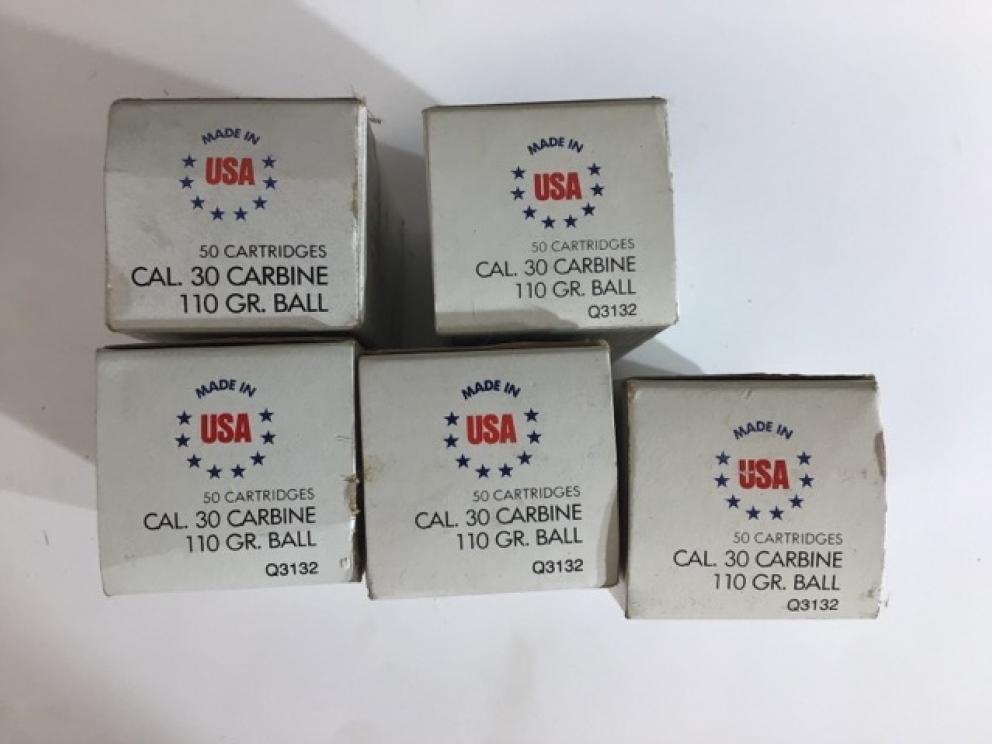 MADE IN
USA
50 CARTRIDGES
CAL. 30 CARBINE
110 GR. BALL
MADE IN
USA
50 CARTRIDGES
CAL. 30 CARBINE
110 GR. BALL
Q3132
MADE IN
USA
50 CARTRIDGES
CAL. 30 CARBINE
110 GR. BALL
Q3132
MADE IN
USA
50 CARTRIDGES
CAL. 30 CARBINE
110 GR. BALL
Q3132
MADE IN
USA
50 CARTRIDGES
CAL. 30 CARBINE
110 GR. BALL
Q3132